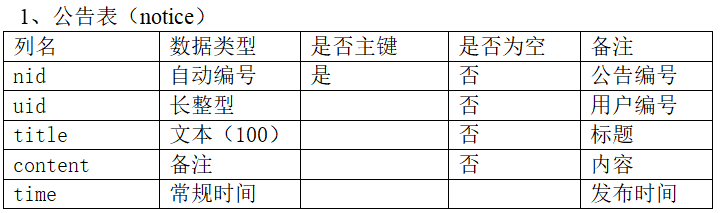 1、公告表（notice）
列名 数据类型 是否主键 是否为空 备注
nid 自动编号 是 否 公告编号
uid 长整型 否 用户编号
title 文本（100） 否 标题
content 备注 否 内容
time 常规时间 发布时间